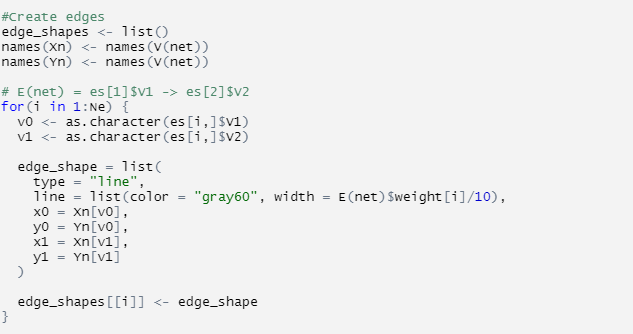 #Create edges
edge_shapes <- list()
names(Xn) <- names(V(net))
names(Yn) <- names(V(net))
# E(net) = es[1]$V1 -> es[2]$V2
for(i in 1:Ne) {
  v0 <- as.character(es[i,]$V1)
  v1 <- as.character(es[i,]$V2)
  edge_shape = list(
    type = "line",
    line = list(color = "gray60", width = E(net)$weight[i]/10),
    x0 = Xn[v0],
    y0 = Yn[v0],
    x1 = Xn[v1],
    y1 = Yn[v1]
  )
  edge_shapes[[i]] <- edge_shape
}